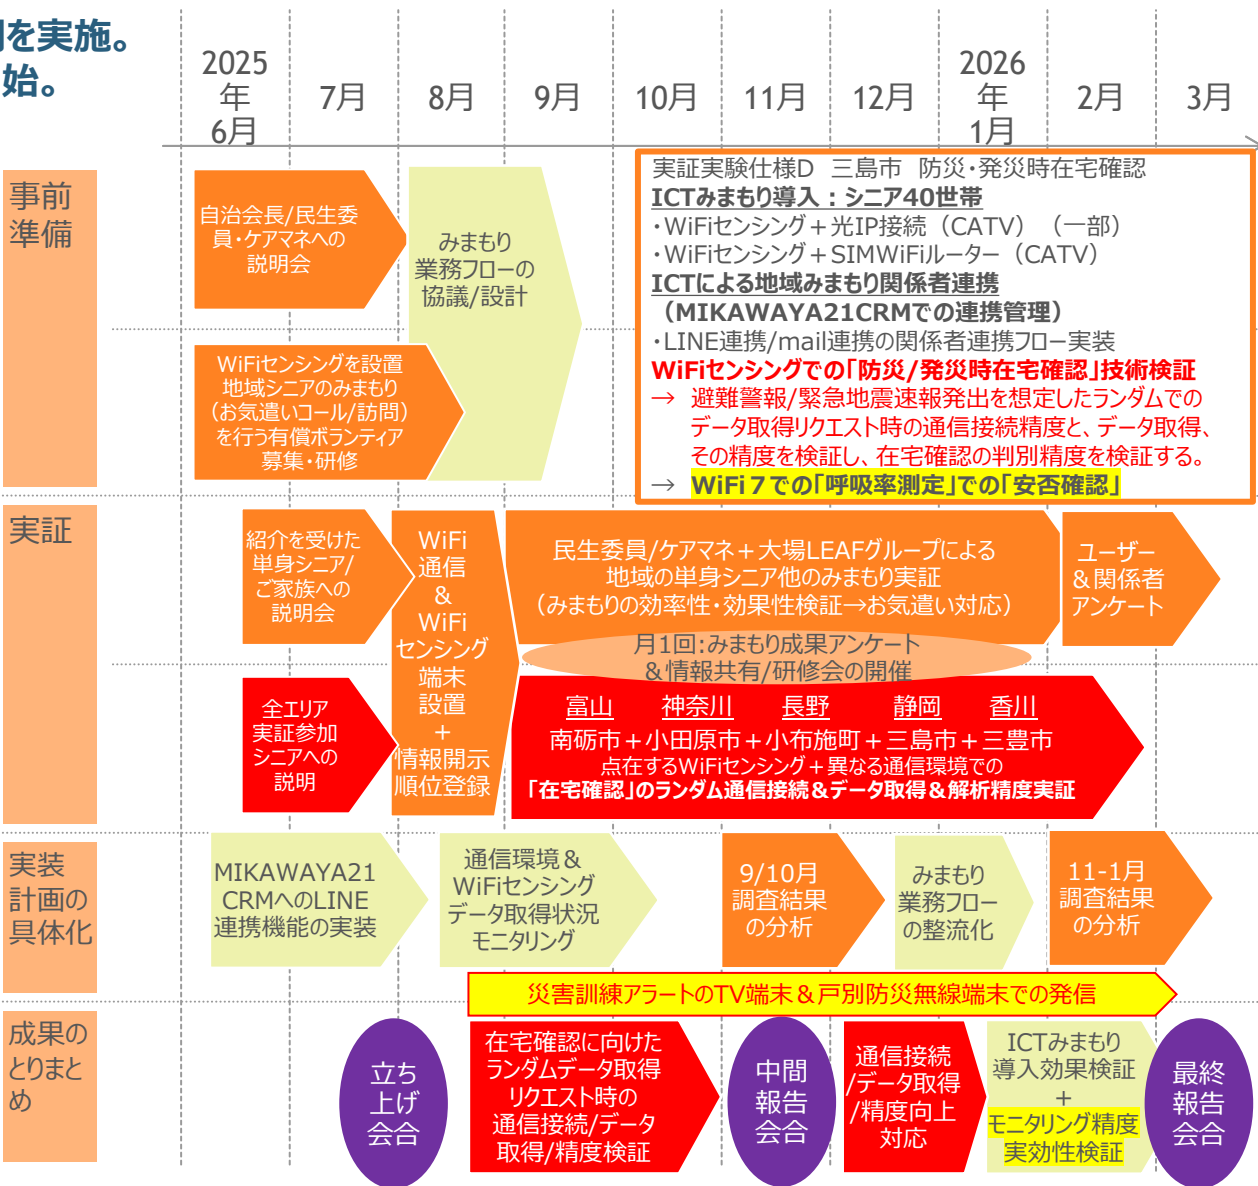 を実施。
始。
2025
年
6月
7月
8月
9月
10月
11月
12月
2026
年
1月
2月
3月
事前
準備
自治会長/民生委
員・ケアマネへの
説明会
みまもり
業務フローの
協議/設計
WiFiセンシングを設置
地域シニアのみまもり
（お気遣いコール/訪問）
を行う有償ボランティア
募集・研修
実証実験仕様D 三島市 防災・発災時在宅確認
ICTみまもり導入：シニア40世帯
・WiFiセンシング＋光IP接続（CATV）（一部）
・WiFiセンシング＋SIMWiFiルーター（CATV）
ICTによる地域みまもり関係者連携
（MIKAWAYA21CRMでの連携管理）
・LINE連携/mail連携の関係者連携フロー実装
WiFiセンシングでの「防災/発災時在宅確認」技術検証
→ 避難警報/緊急地震速報発出を想定したランダムでの
データ取得リクエスト時の通信接続精度と、データ取得、
その精度を検証し、在宅確認の判別精度を検証する。
→ WiFi７での「呼吸率測定」での「安否確認」
実証
紹介を受けた
単身シニア/
ご家族への
説明会
WiFi
通信
＆
WiFi
センシング
端末
設置
+
情報開示
順位登録
民生委員/ケアマネ＋大場LEAFグループによる
地域の単身シニア他のみまもり実証
（みまもりの効率性・効果性検証→お気遣い対応）
ユーザー
＆関係者
アンケート
月1回:みまもり成果アンケート
＆情報共有/研修会の開催
全エリア
実証参加
シニアへの
説明
富山 神奈川 長野 静岡 香川
南砺市＋小田原市＋小布施町＋三島市＋三豊市
点在するWiFiセンシング＋異なる通信環境での
「在宅確認」のランダム通信接続＆データ取得＆解析精度実証
実装
計画の
具体化
MIKAWAYA21
CRMへのLINE
連携機能の実装
通信環境＆
WiFiセンシング
データ取得状況
モニタリング
9/10月
調査結果
の分析
みまもり
業務フロー
の整流化
11-1月
調査結果
の分析
災害訓練アラートのTV端末＆戸別防災無線端末での発信
成果の
とりまと
め
立ち
上げ
会合
在宅確認に向けた
ランダムデータ取得
リクエスト時の
通信接続/データ
取得/精度検証
中間
報告
会合
通信接続
/データ取得
/精度向上
対応
ICTみまもり
導入効果検証
+
モニタリング精度
実効性検証
最終
報告
会合